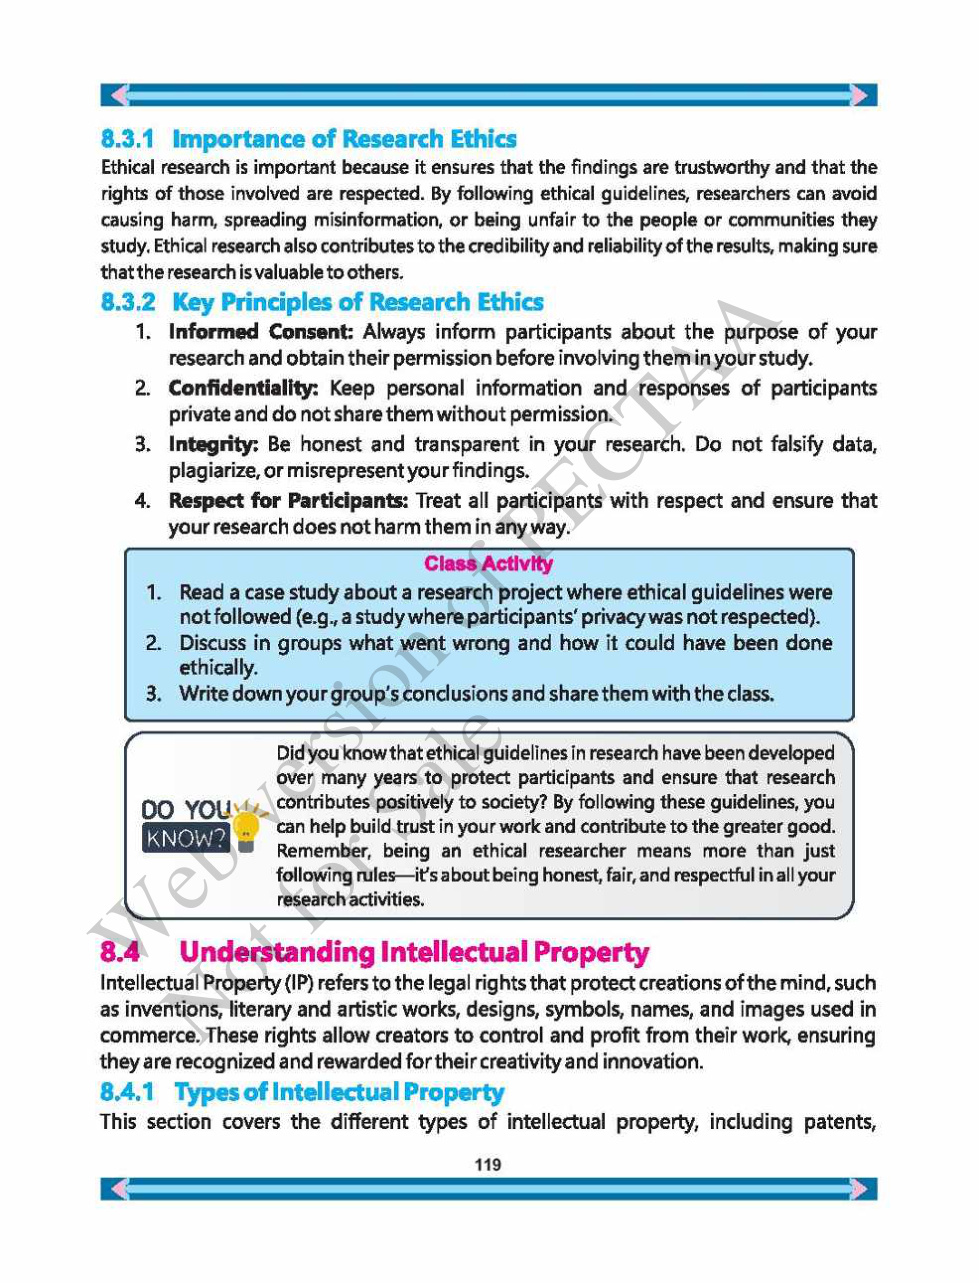 8.3.1 Importance of Research Ethics
Ethical research is important because it ensures that the findings are trustworthy and that the
rights of those involved are respected. By following ethical guidelines, researchers can avoid
causing harm, spreading misinformation, or being unfair to the people or communities they
study. Ethical research also contributes to the credibility and reliability of the results, making sure
that the research is valuable to others.
8.3.2 Key Principles of Research Ethics
1. Informed Consent: Always inform participants about the purpose of your
research and obtain their permission before involving them in your study.
2. Confidentiality: Keep personal information and responses of participants
private and do not share them without permission.
3. Integrity: Be honest and transparent in your research. Do not falsify data,
plagiarize, or misrepresent your findings.
4. Respect for Participants: Treat all participants with respect and ensure that
your research does not harm them in any way.
Class Activity
1. Read a case study about a research project where ethical guidelines were
not followed (e.g., a study where participants' privacy was not respected).
2. Discuss in groups what went wrong and how it could have been done
ethically.
3. Write down your group's conclusions and share them with the class.
DO YOU
KNOW?
Did you know that ethical guidelines in research have been developed
over many years to protect participants and ensure that research
contributes positively to society? By following these guidelines, you
can help build trust in your work and contribute to the greater good.
Remember, being an ethical researcher means more than just
following rules—it's about being honest, fair, and respectful in all your
research activities.
8.4 Understanding Intellectual Property
Intellectual Property (IP) refers to the legal rights that protect creations of the mind, such
as inventions, literary and artistic works, designs, symbols, names, and images used in
commerce. These rights allow creators to control and profit from their work, ensuring
they are recognized and rewarded for their creativity and innovation.
8.4.1 Types of Intellectual Property
This section covers the different types of intellectual property, including patents,
119
Web version of PECTAA
Not for Sale